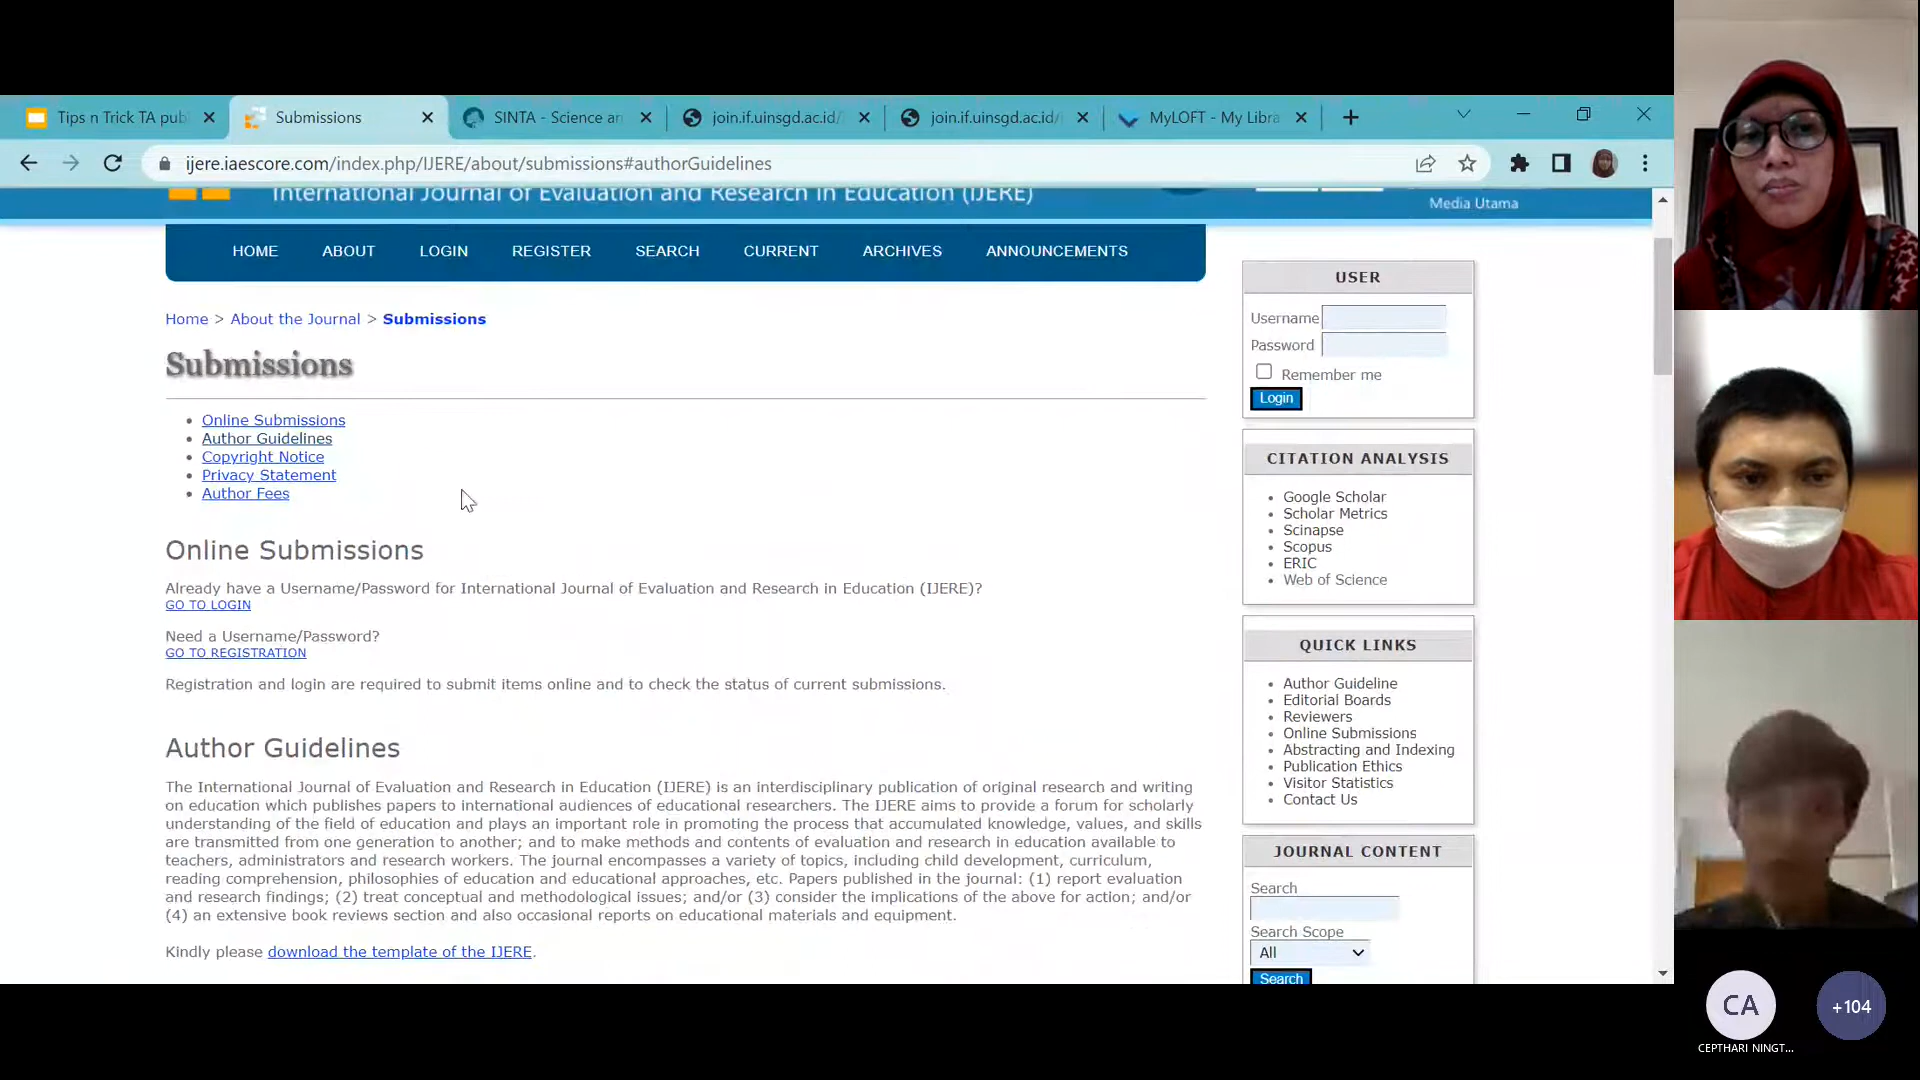 Tips n Trick TA pub
Submissions
SINTA - Science an
join.if.uinsgd.ac.id/
join.if.uinsgd.ac.id/
MyLOFT - My Libra
ijere.iaescore.com/index.php/IJERE/about/submissions#authorGuidelines
International Journal of Evaluation and Research in Education (IJERE)
Media Utama
HOME ABOUT LOGIN REGISTER SEARCH CURRENT ARCHIVES ANNOUNCEMENTS
Home > About the Journal > Submissions
Submissions
Online Submissions
Author Guidelines
Copyright Notice
Privacy Statement
Author Fees
Online Submissions
Already have a Username/Password for International Journal of Evaluation and Research in Education (IJERE)?
GO TO LOGIN
Need a Username/Password?
GO TO REGISTRATION
Registration and login are required to submit items online and to check the status of current submissions.
Author Guidelines
The International Journal of Evaluation and Research in Education (IJERE) is an interdisciplinary publication of original research and writing
on education which publishes papers to international audiences of educational researchers. The IJERE aims to provide a forum for scholarly
understanding of the field of education and plays an important role in promoting the process that accumulated knowledge, values, and skills
are transmitted from one generation to another; and to make methods and contents of evaluation and research in education available to
teachers, administrators and research workers. The journal encompasses a variety of topics, including child development, curriculum,
reading comprehension, philosophies of education and educational approaches, etc. Papers published in the journal: (1) report evaluation
and research findings; (2) treat conceptual and methodological issues; and/or (3) consider the implications of the above for action; and/or
(4) an extensive book reviews section and also occasional reports on educational materials and equipment.
Kindly please download the template of the IJERE.
USER
Username
Password
Remember me
Login
CITATION ANALYSIS
Google Scholar
Scholar Metrics
Scinapse
Scopus
ERIC
Web of Science
QUICK LINKS
Author Guideline
Editorial Boards
Reviewers
Online Submissions
Abstracting and Indexing
Publication Ethics
Visitor Statistics
Contact Us
JOURNAL CONTENT
Search
Search Scope
All
Search
CA
+104
CEPTHARI NINGT...